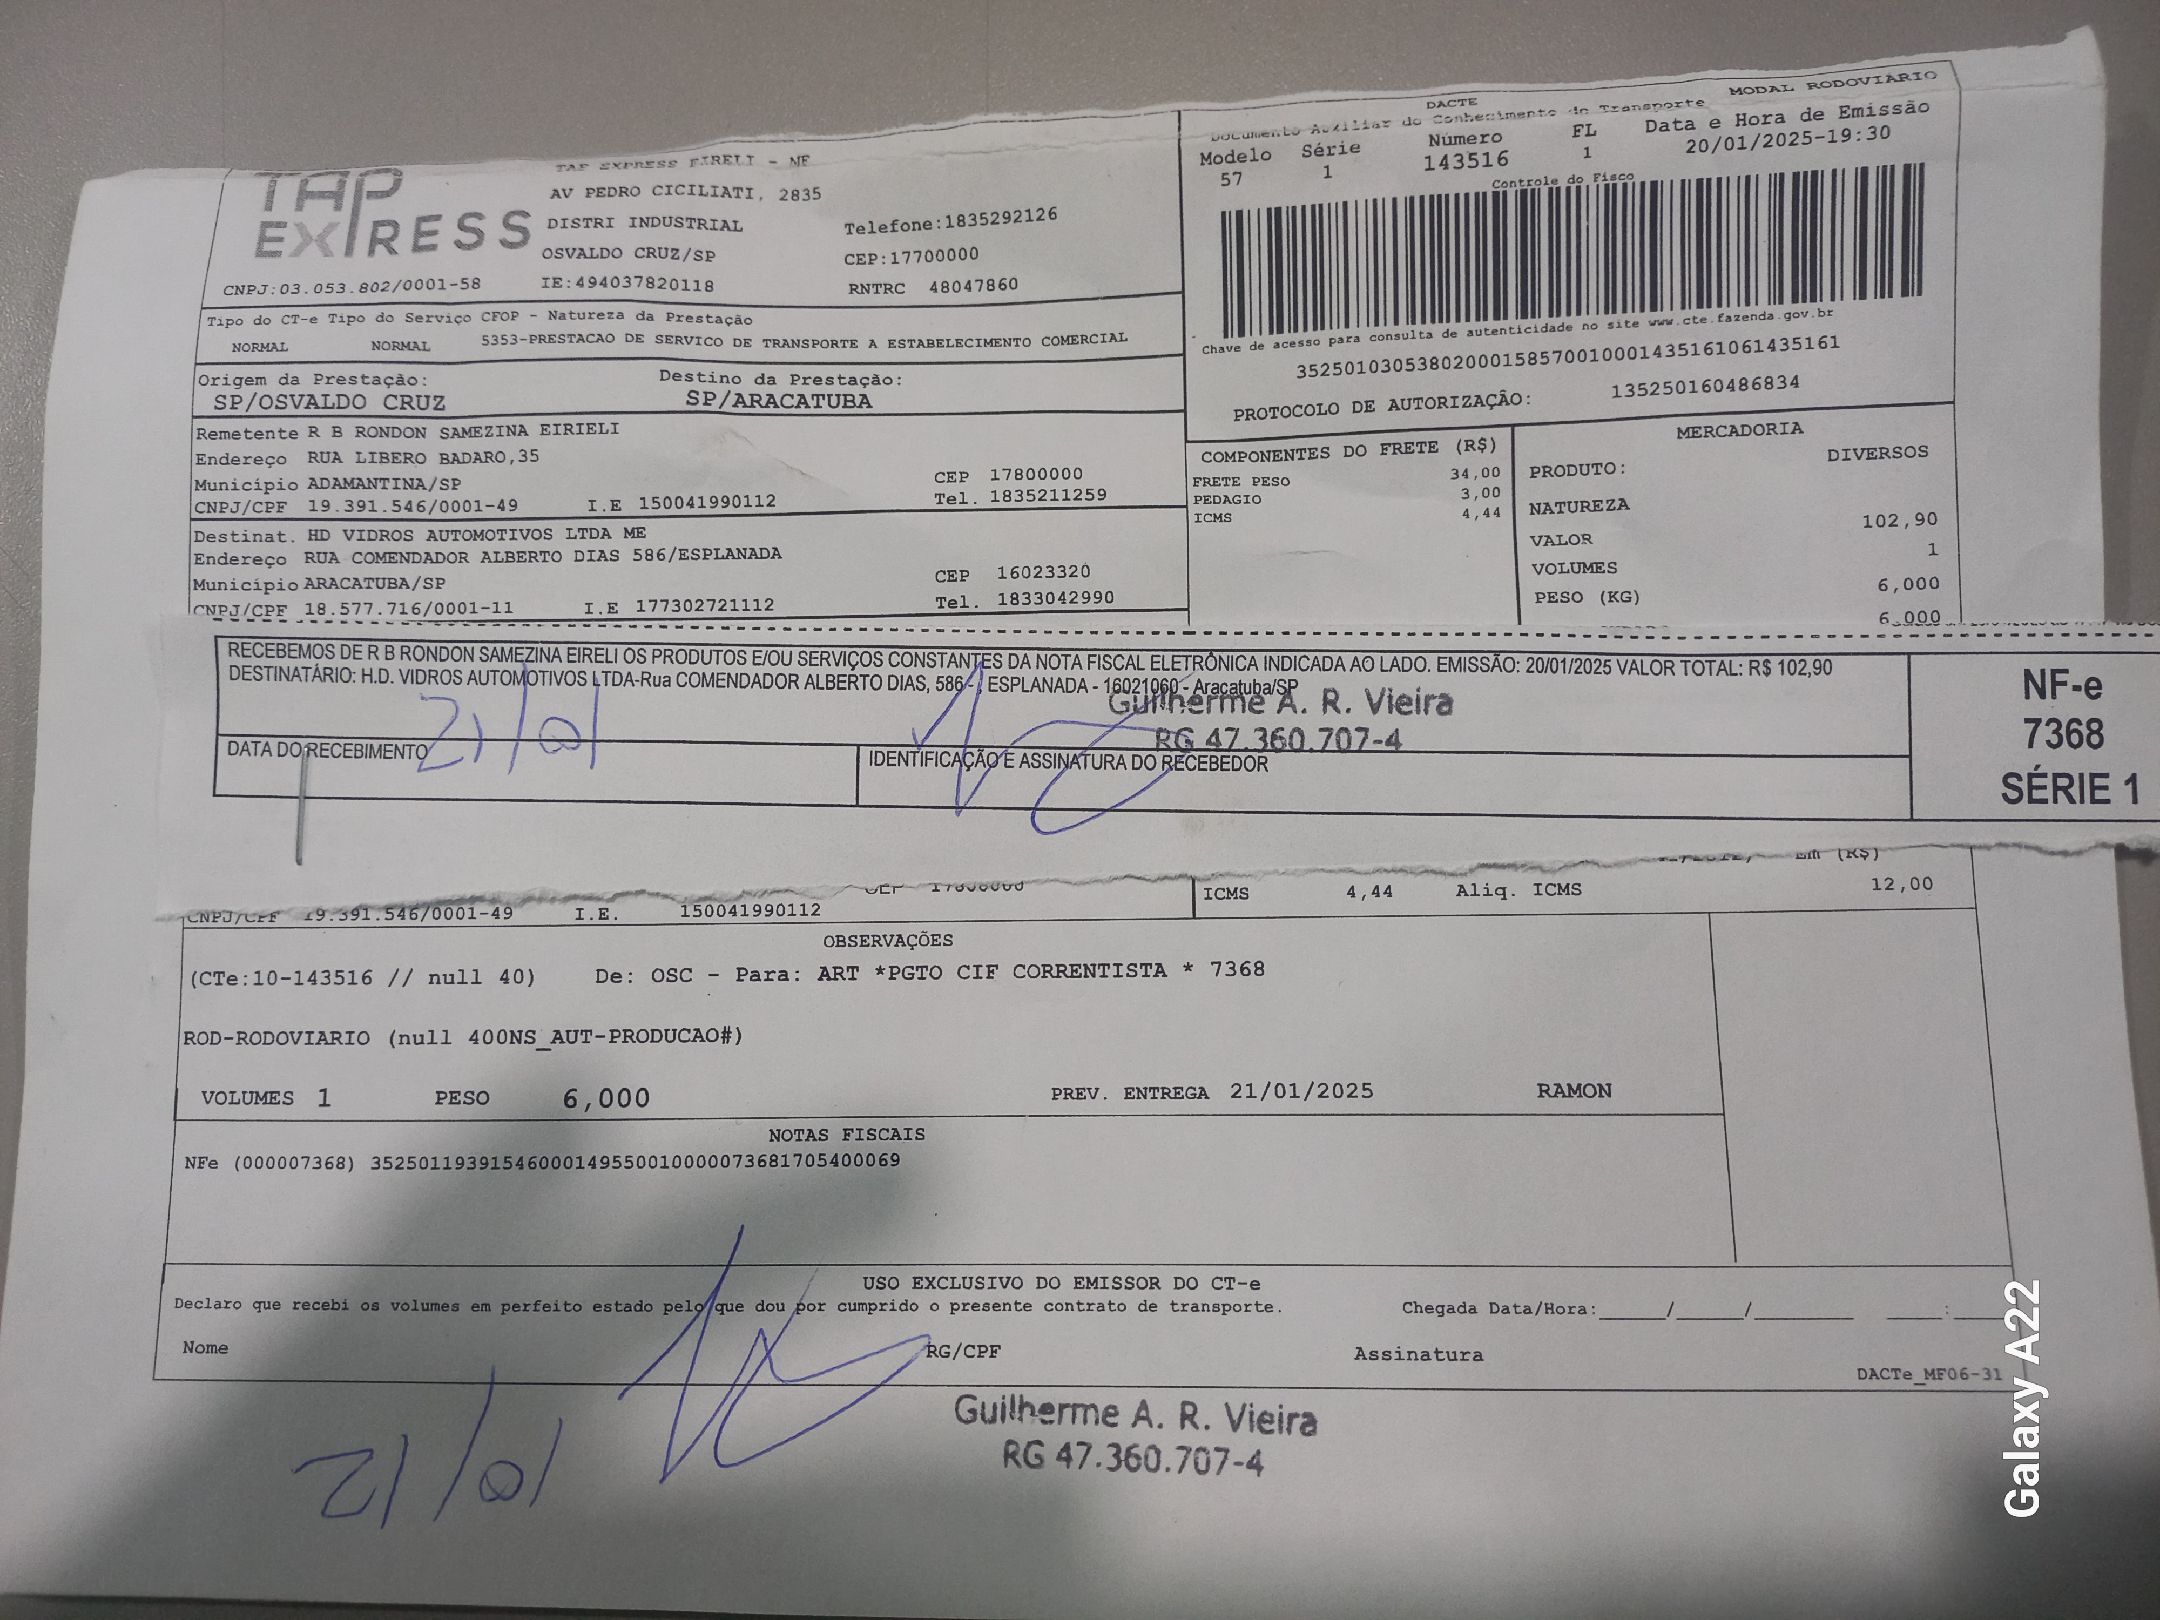 MODAL RODOVIÁRIO
DACTE
Documento Auxiliar do Conhecimento de Transporte
TAP EXPRESS
TAP EXPRESS EIRELI - ME
AV PEDRO CICILIATI, 2835
DISTRI INDUSTRIAL
OSVALDO CRUZ/SP
Telefone:1835292126
CEP:17700000
CNPJ:03.053.802/0001-58 IE:494037820118 RNTRC 48047860
Modelo Série Número FL Data e Hora de Emissão
57 1 143516 1 20/01/2025-19:30
Controle do Fisco
Chave de acesso para consulta de autenticidade no site www.cte.fazenda.gov.br
35250103053802000158570010001435161061435161
PROTOCOLO DE AUTORIZAÇÃO: 135250160486834
Tipo do CT-e Tipo do Serviço CFOP - Natureza da Prestação
NORMAL NORMAL 5353-PRESTACAO DE SERVICO DE TRANSPORTE A ESTABELECIMENTO COMERCIAL
Origem da Prestação: Destino da Prestação:
SP/OSVALDO CRUZ SP/ARACATUBA
Remetente R B RONDON SAMEZINA EIRIELI
Endereço RUA LIBERO BADARO,35
Município ADAMANTINA/SP CEP 17800000
CNPJ/CPF 19.391.546/0001-49 I.E 150041990112 Tel. 1835211259
Destinat. HD VIDROS AUTOMOTIVOS LTDA ME
Endereço RUA COMENDADOR ALBERTO DIAS 586/ESPLANADA
Município ARACATUBA/SP CEP 16023320
CNPJ/CPF 18.577.716/0001-11 I.E 177302721112 Tel. 1833042990
COMPONENTES DO FRETE (R$)
FRETE PESO 34,00
PEDAGIO 3,00
ICMS 4,44
MERCADORIA
PRODUTO: DIVERSOS
NATUREZA
VALOR 102,90
VOLUMES 1
PESO (KG) 6,000
6,000
RECEBEMOS DE R B RONDON SAMEZINA EIRELI OS PRODUTOS E/OU SERVIÇOS CONSTANTES DA NOTA FISCAL ELETRÔNICA INDICADA AO LADO. EMISSÃO: 20/01/2025 VALOR TOTAL: R$ 102,90
DESTINATÁRIO: H.D. VIDROS AUTOMOTIVOS LTDA-Rua COMENDADOR ALBERTO DIAS, 586 - , ESPLANADA - 16021060 - Aracatuba/SP
Guilherme A. R. Vieira
RG 47.360.707-4
21/01
DATA DO RECEBIMENTO
IDENTIFICAÇÃO E ASSINATURA DO RECEBEDOR
NF-e
7368
SÉRIE 1
Em (R$)
CEP 17800000
ICMS 4,44 Aliq. ICMS 12,00
CNPJ/CPF 19.391.546/0001-49 I.E. 150041990112
OBSERVAÇÕES
(CTe:10-143516 // null 40) De: OSC - Para: ART *PGTO CIF CORRENTISTA * 7368
ROD-RODOVIARIO (null 400NS_AUT-PRODUCAO#)
VOLUMES 1 PESO 6,000 PREV. ENTREGA 21/01/2025 RAMON
NOTAS FISCAIS
NFe (000007368) 35250119391546000149550010000073681705400069
USO EXCLUSIVO DO EMISSOR DO CT-e
Declaro que recebi os volumes em perfeito estado pelo que dou por cumprido o presente contrato de transporte. Chegada Data/Hora:_____/_____/_______ ____:____
Nome RG/CPF Assinatura
DACTe_MF06-31
Guilherme A. R. Vieira
RG 47.360.707-4
21/01
Galaxy A22